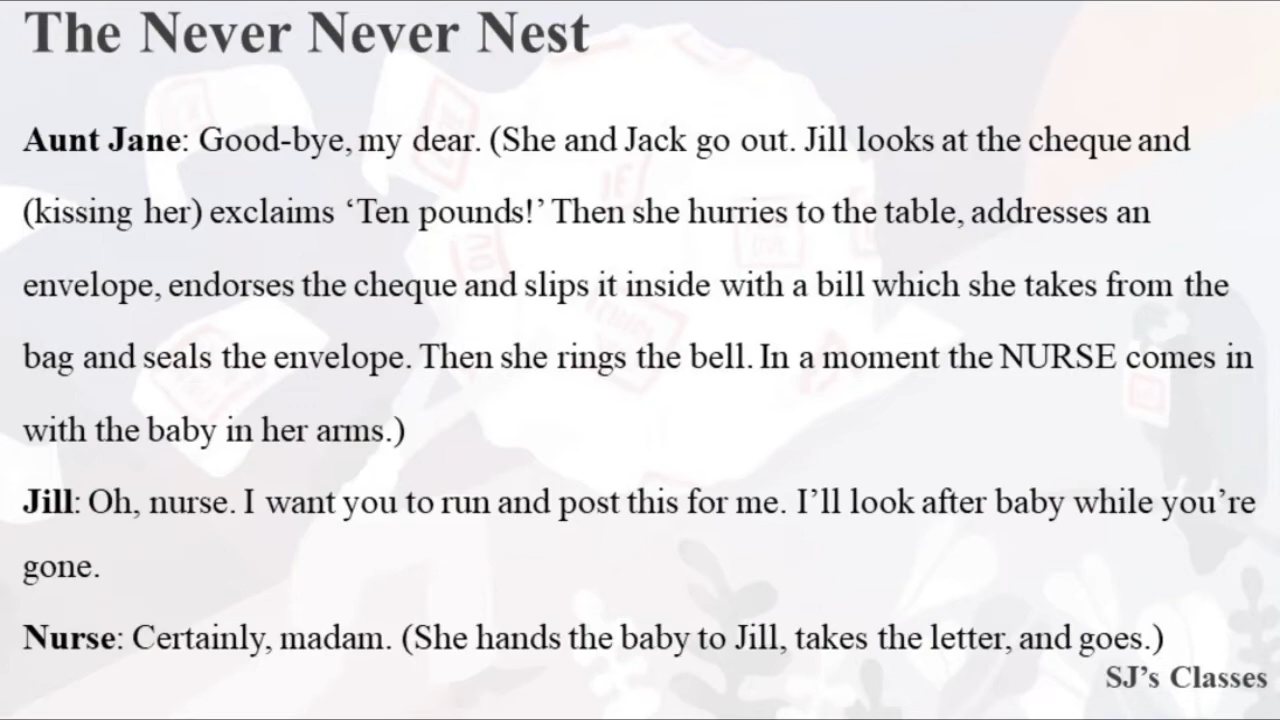 The Never Never Nest
Aunt Jane: Good-bye, my dear. (She and Jack go out. Jill looks at the cheque and
(kissing her) exclaims ‘Ten pounds!’ Then she hurries to the table, addresses an
envelope, endorses the cheque and slips it inside with a bill which she takes from the
bag and seals the envelope. Then she rings the bell. In a moment the NURSE comes in
with the baby in her arms.)
Jill: Oh, nurse. I want you to run and post this for me. I’ll look after baby while you’re
gone.
Nurse: Certainly, madam. (She hands the baby to Jill, takes the letter, and goes.)
SJ’s Classes